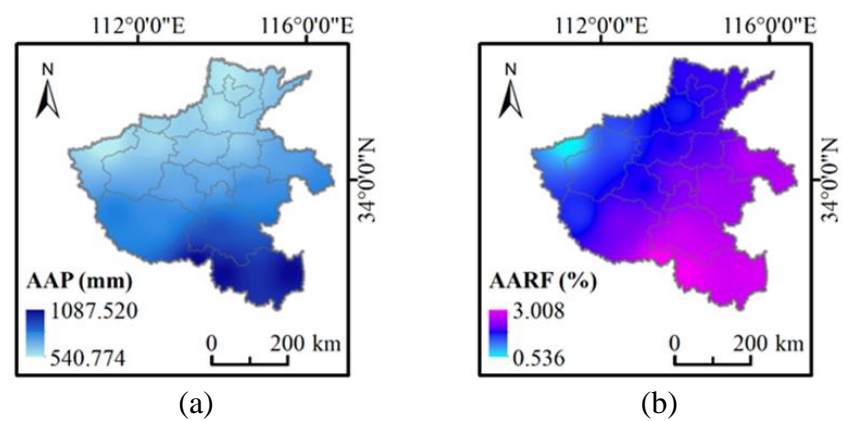 112°0'0"E 116°0'0"E
N
34°0'0"N
AAP (mm)
1087.520
540.774
0 200 km
(a)
112°0'0"E 116°0'0"E
N
34°0'0"N
AARF (%)
3.008
0.536
0 200 km
(b)